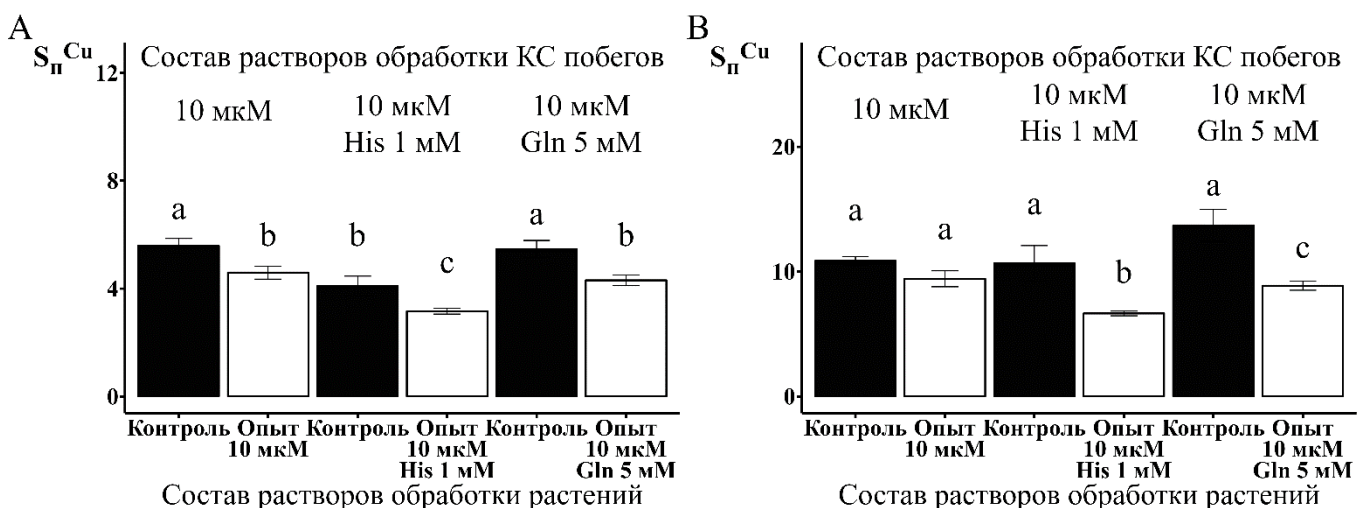 A
S_п^Cu
Состав растворов обработки КС побегов
10 мкМ
10 мкМ
His 1 мМ
10 мкМ
Gln 5 мМ
12
8
4
0
a
b
b
c
a
b
Контроль Опыт Контроль Опыт Контроль Опыт
10 мкМ 10 мкМ 10 мкМ
His 1 мМ Gln 5 мМ
Состав растворов обработки растений
B
S_п^Cu
Состав растворов обработки КС побегов
10 мкМ
10 мкМ
His 1 мМ
10 мкМ
Gln 5 мМ
20
10
0
a
a
a
b
a
c
Контроль Опыт Контроль Опыт Контроль Опыт
10 мкМ 10 мкМ 10 мкМ
His 1 мМ Gln 5 мМ
Состав растворов обработки растений